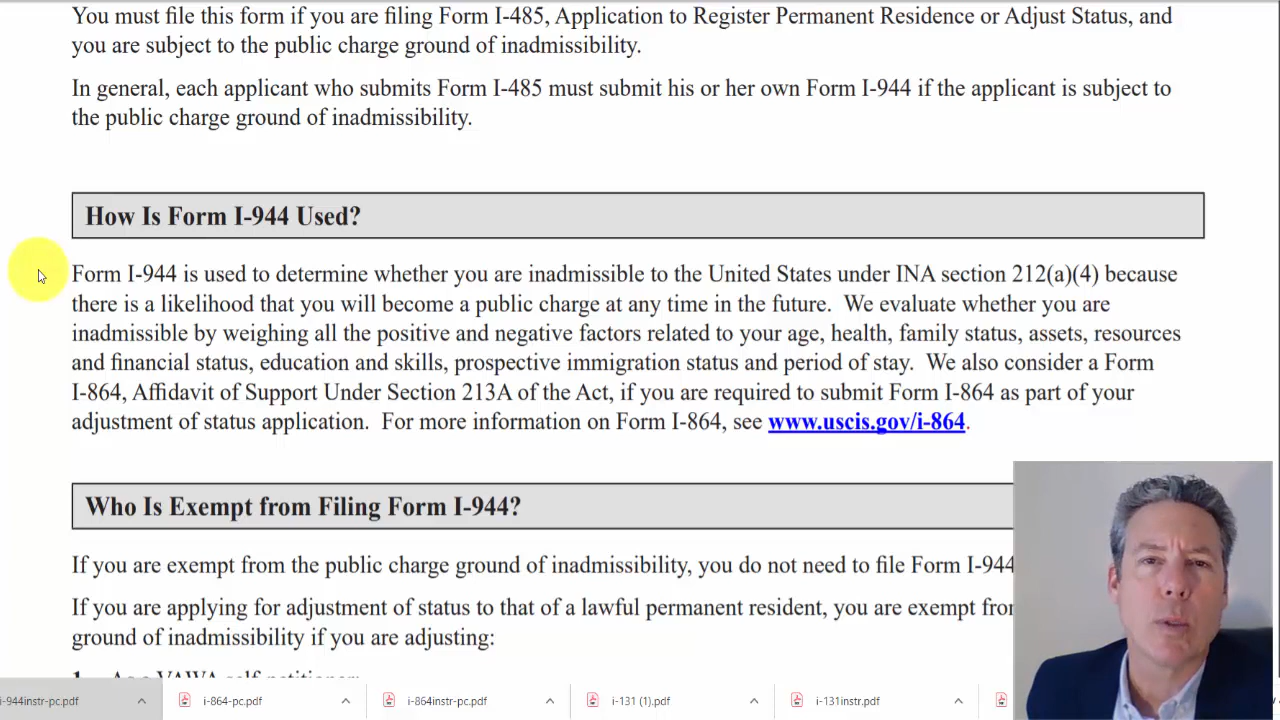 You must file this form if you are filing Form I-485, Application to Register Permanent Residence or Adjust Status, and
you are subject to the public charge ground of inadmissibility.
In general, each applicant who submits Form I-485 must submit his or her own Form I-944 if the applicant is subject to
the public charge ground of inadmissibility.
How Is Form I-944 Used?
Form I-944 is used to determine whether you are inadmissible to the United States under INA section 212(a)(4) because
there is a likelihood that you will become a public charge at any time in the future.  We evaluate whether you are
inadmissible by weighing all the positive and negative factors related to your age, health, family status, assets, resources
and financial status, education and skills, prospective immigration status and period of stay.  We also consider a Form
I-864, Affidavit of Support Under Section 213A of the Act, if you are required to submit Form I-864 as part of your
adjustment of status application.  For more information on Form I-864, see www.uscis.gov/i-864.
Who Is Exempt from Filing Form I-944?
If you are exempt from the public charge ground of inadmissibility, you do not need to file Form I-944
If you are applying for adjustment of status to that of a lawful permanent resident, you are exempt from
ground of inadmissibility if you are adjusting:
1. As a VAWA self-petitioner
i-944instr-pc.pdf
i-864-pc.pdf
i-864instr-pc.pdf
i-131 (1).pdf
i-131instr.pdf